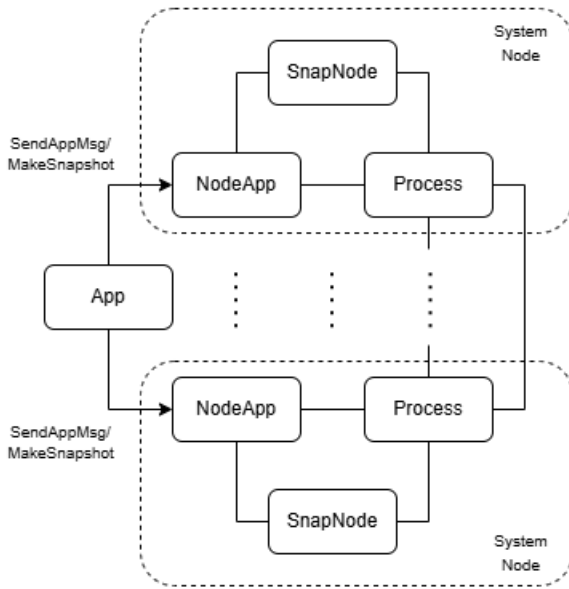 System
Node
SnapNode
SendAppMsg/
MakeSnapshot
NodeApp
Process
App
NodeApp
Process
SendAppMsg/
MakeSnapshot
SnapNode
System
Node